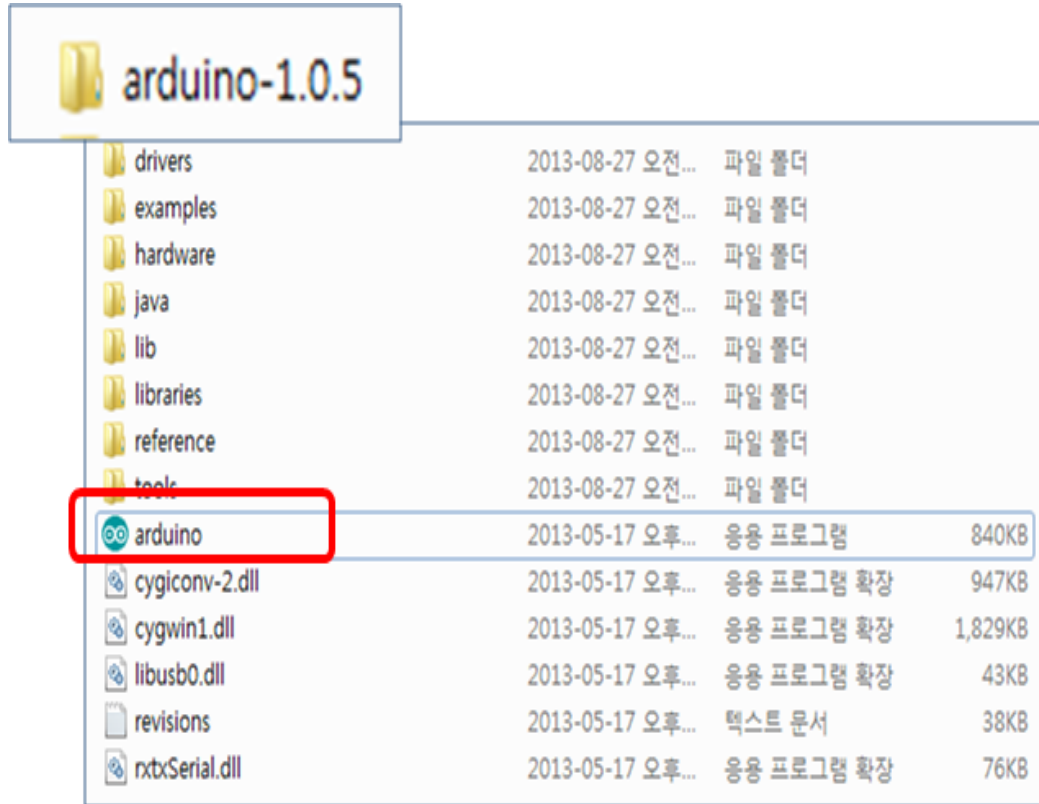 arduino-1.0.5
drivers 2013-08-27 오전... 파일 폴더
examples 2013-08-27 오전... 파일 폴더
hardware 2013-08-27 오전... 파일 폴더
java 2013-08-27 오전... 파일 폴더
lib 2013-08-27 오전... 파일 폴더
libraries 2013-08-27 오전... 파일 폴더
reference 2013-08-27 오전... 파일 폴더
tools 2013-08-27 오전... 파일 폴더
arduino 2013-05-17 오후... 응용 프로그램 840KB
cygiconv-2.dll 2013-05-17 오후... 응용 프로그램 확장 947KB
cygwin1.dll 2013-05-17 오후... 응용 프로그램 확장 1,829KB
libusb0.dll 2013-05-17 오후... 응용 프로그램 확장 43KB
revisions 2013-05-17 오후... 텍스트 문서 38KB
rxtxSerial.dll 2013-05-17 오후... 응용 프로그램 확장 76KB